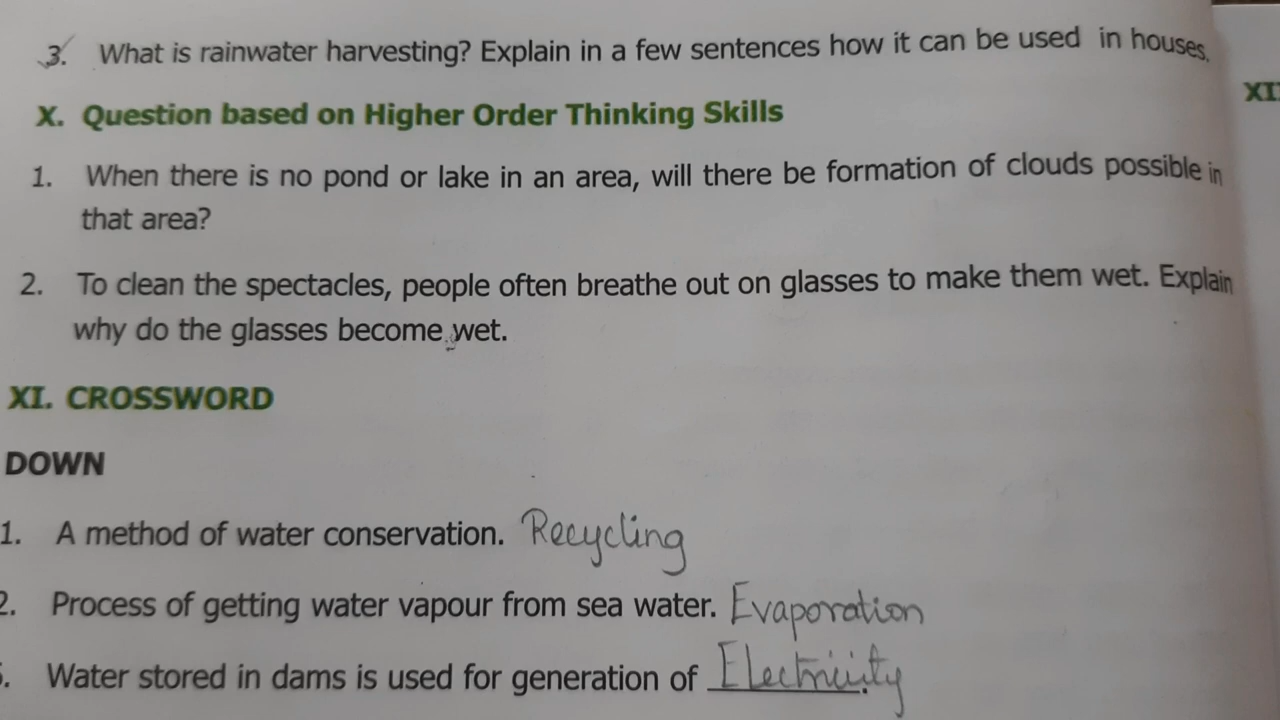 3. What is rainwater harvesting? Explain in a few sentences how it can be used in houses.
X. Question based on Higher Order Thinking Skills
XI
1. When there is no pond or lake in an area, will there be formation of clouds possible in
that area?
2. To clean the spectacles, people often breathe out on glasses to make them wet. Explain
why do the glasses become wet.
XI. CROSSWORD
DOWN
1. A method of water conservation. Recycling
2. Process of getting water vapour from sea water. Evaporation
. Water stored in dams is used for generation of Electricity.